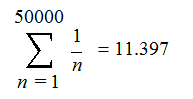 50000
∑ 1/n = 11.397
n = 1